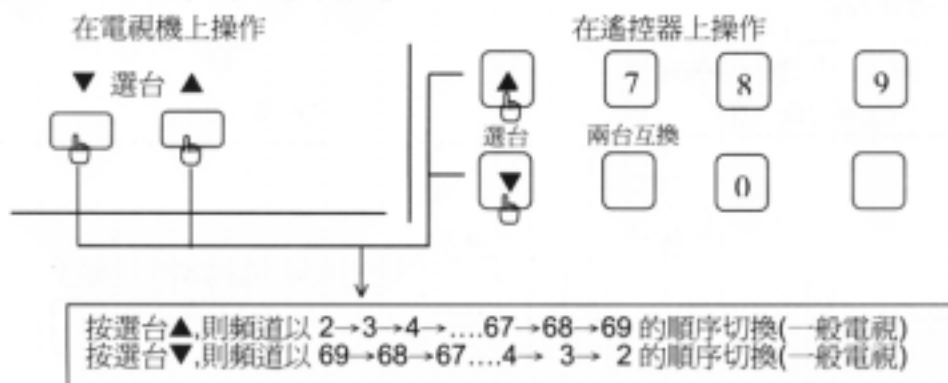 在電視機上操作
在遙控器上操作
▼ 選台 ▲
▲ 7 8 9
選台 兩台互換
▼ 0
按選台▲,則頻道以 2→3→4→....67→68→69 的順序切換(一般電視)
按選台▼,則頻道以 69→68→67....4→ 3→ 2 的順序切換(一般電視)